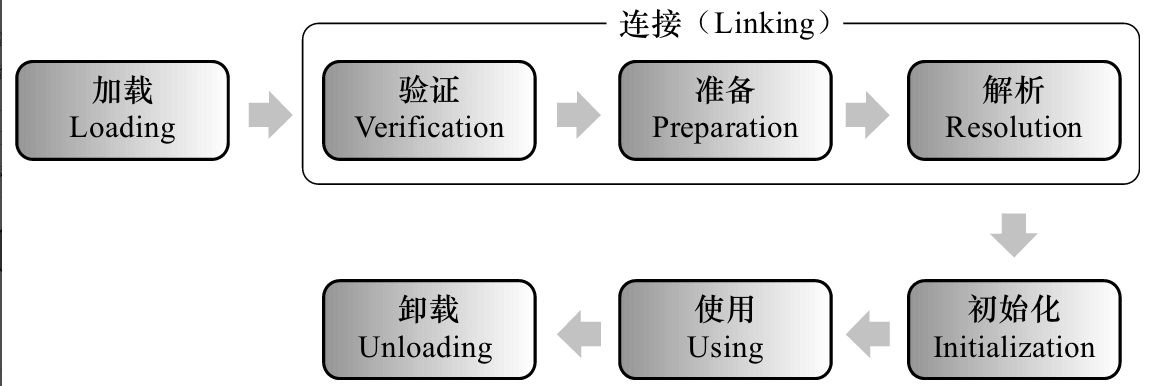 连接（Linking）
加载
Loading
验证
Verification
准备
Preparation
解析
Resolution
初始化
Initialization
使用
Using
卸载
Unloading